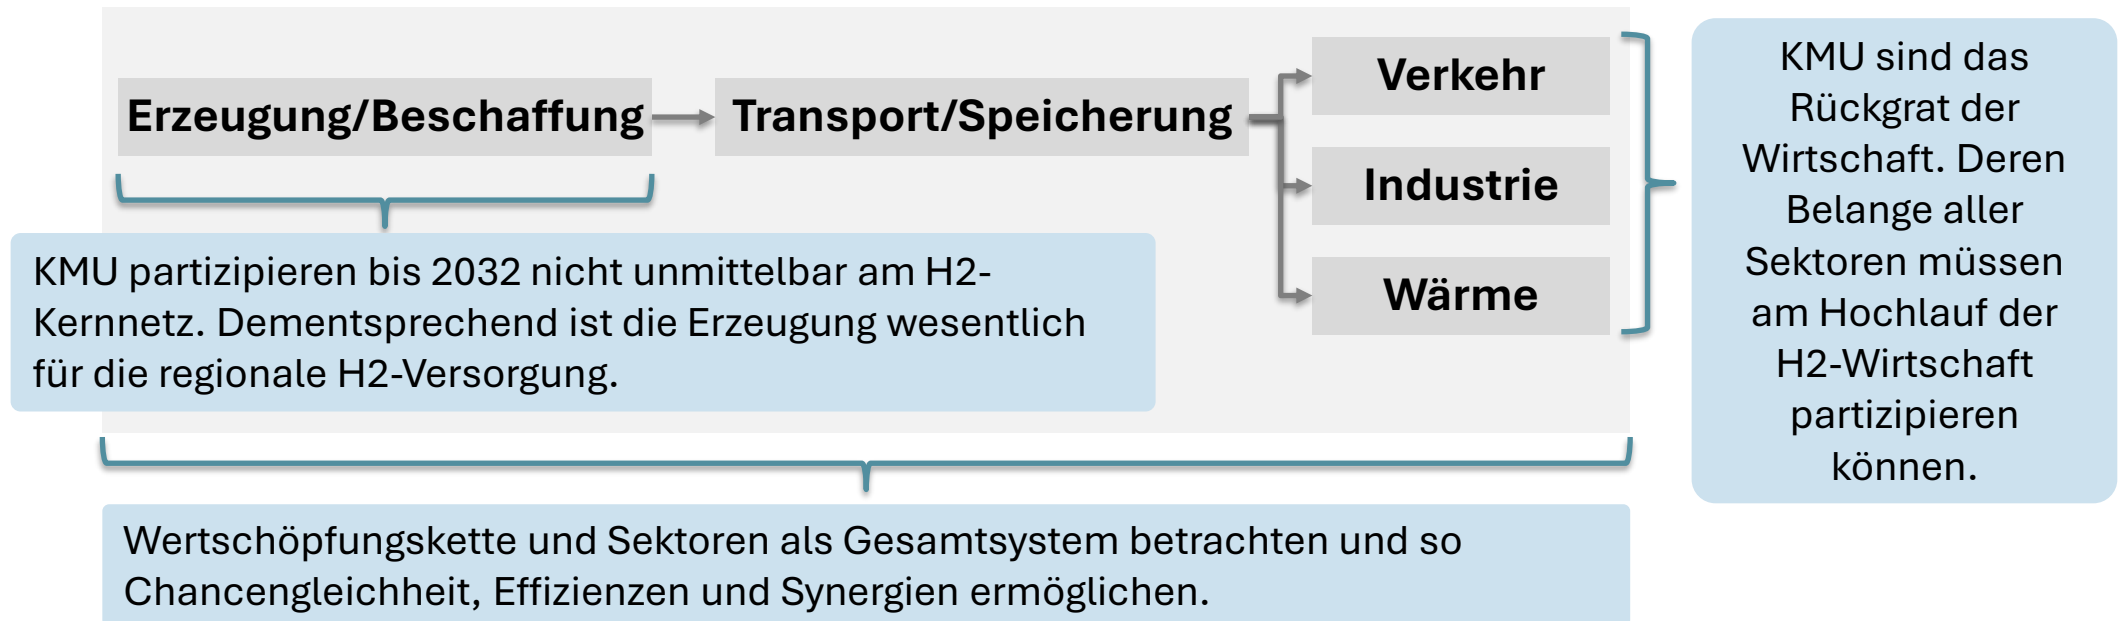 Erzeugung/Beschaffung
Transport/Speicherung
Verkehr
Industrie
Wärme
KMU partizipieren bis 2032 nicht unmittelbar am H2-
Kernnetz. Dementsprechend ist die Erzeugung wesentlich
für die regionale H2-Versorgung.
KMU sind das
Rückgrat der
Wirtschaft. Deren
Belange aller
Sektoren müssen
am Hochlauf der
H2-Wirtschaft
partizipieren
können.
Wertschöpfungskette und Sektoren als Gesamtsystem betrachten und so
Chancengleichheit, Effizienzen und Synergien ermöglichen.